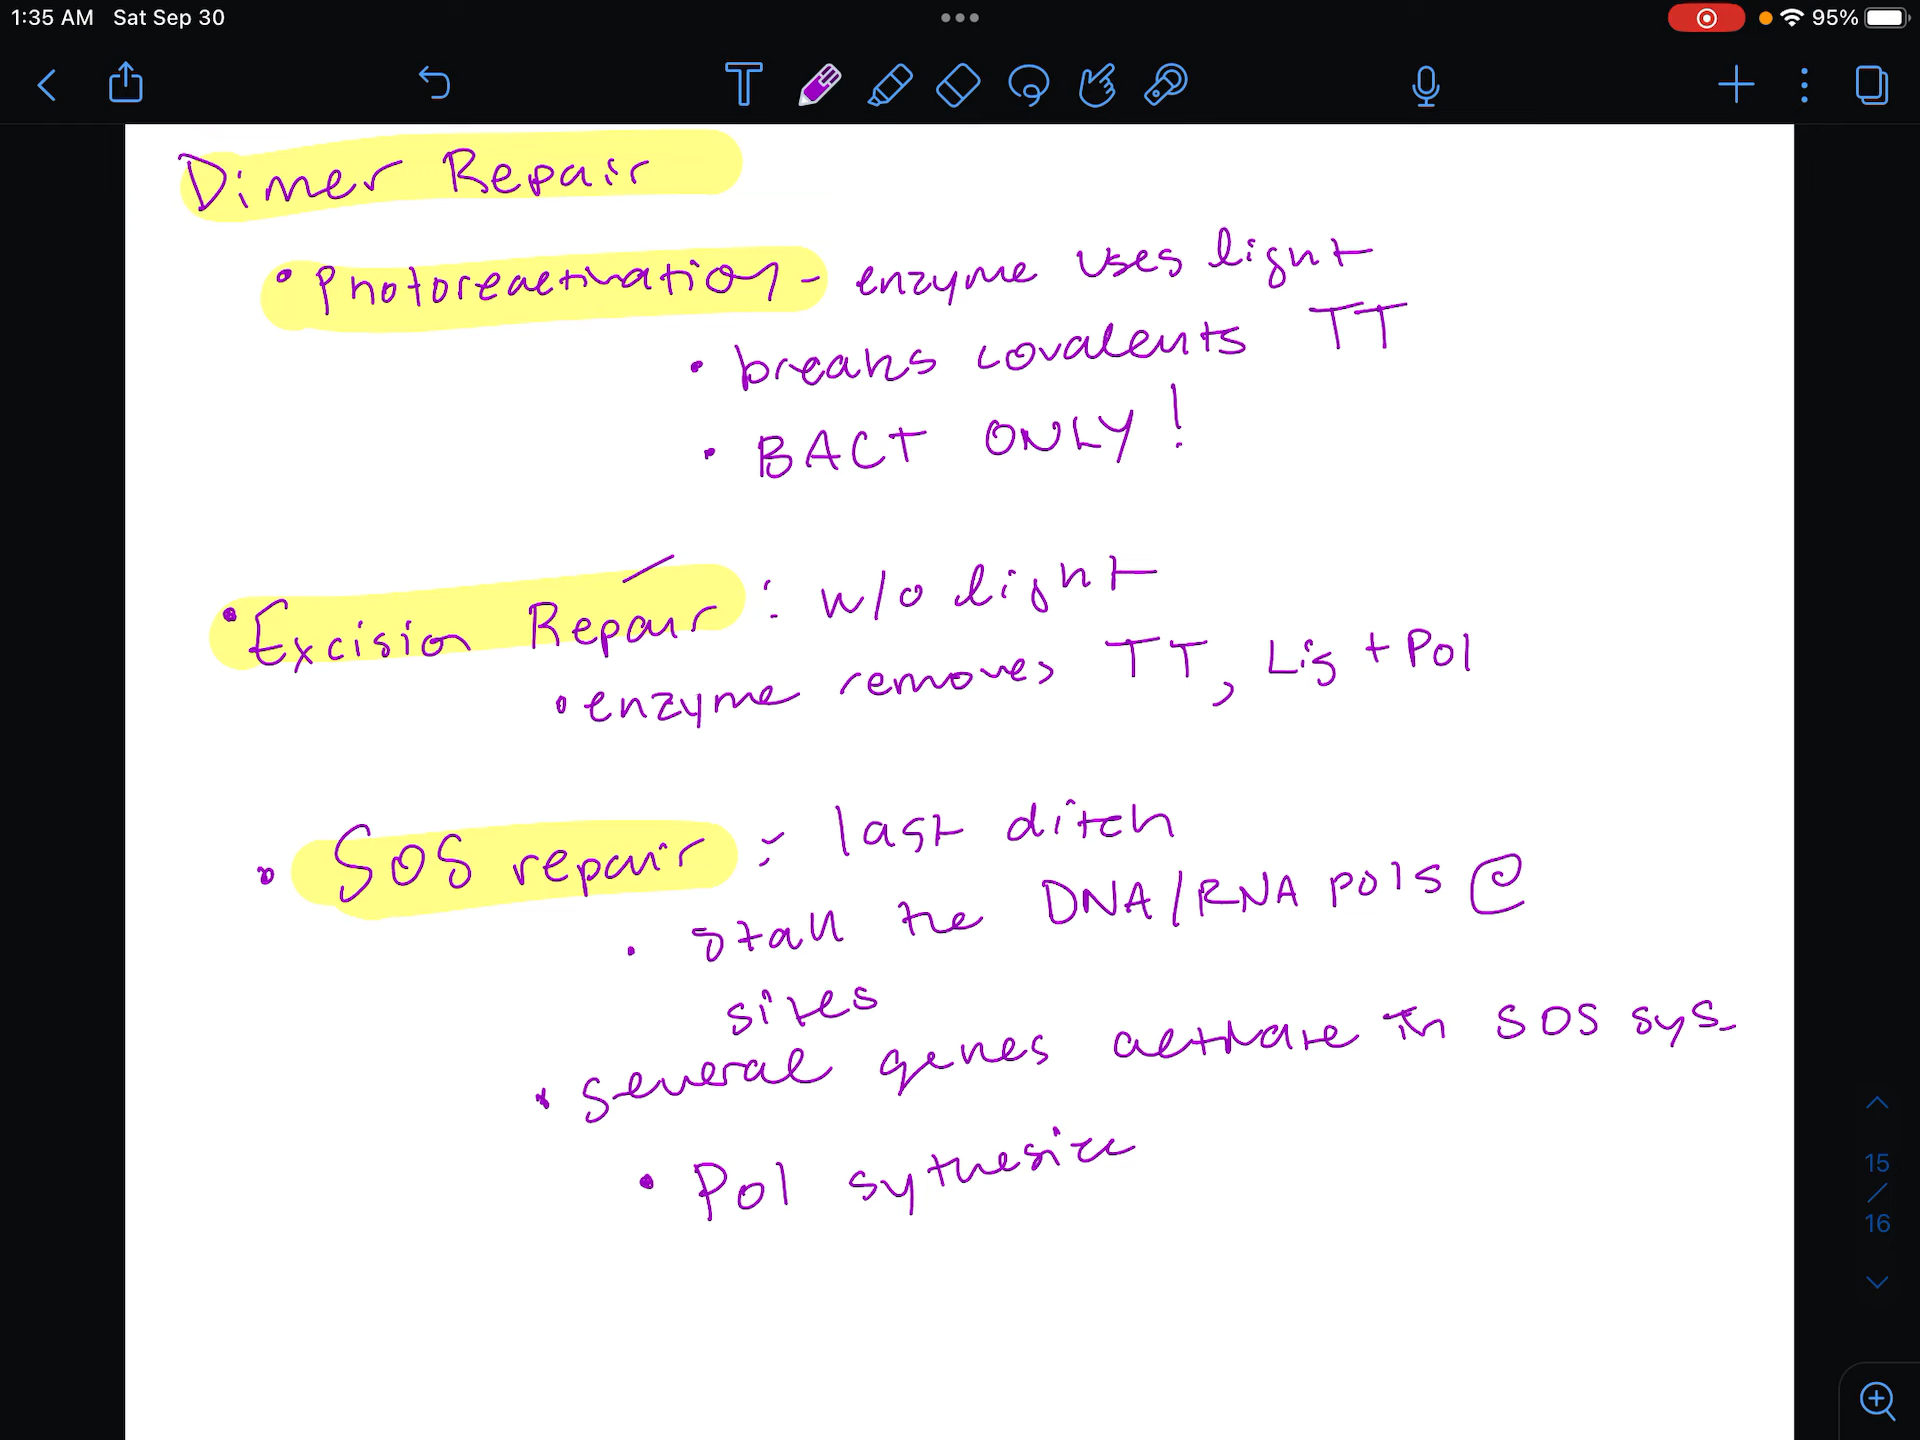 1:35 AM Sat Sep 30
95%
Dimer Repair
• Photoreactivation - enzyme uses light
• breaks covalents TT
• BACT ONLY!
• Excision Repair : w/o light
• enzyme removes TT, Lig + Pol
• SOS repair : last ditch
• stall the DNA/RNA pols @
sites
• several genes activate in SOS sys
• Pol sythesize
15
/
16